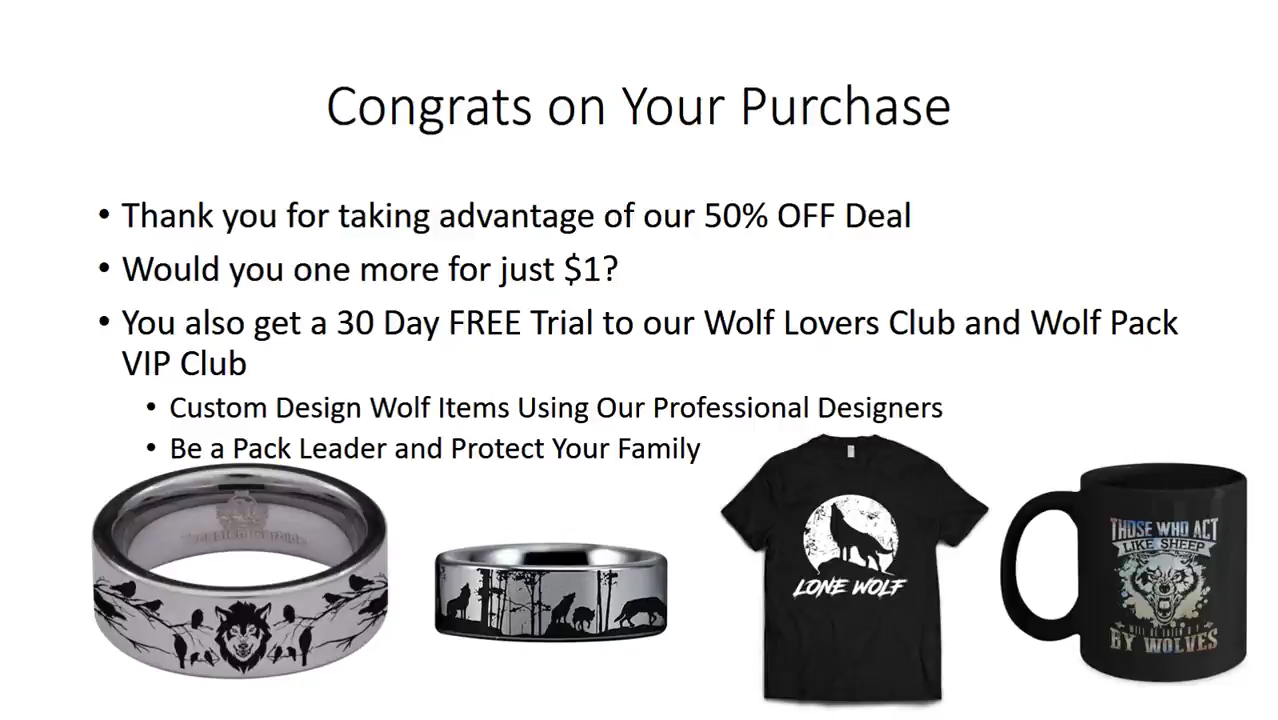 Congrats on Your Purchase
• Thank you for taking advantage of our 50% OFF Deal
• Would you one more for just $1?
• You also get a 30 Day FREE Trial to our Wolf Lovers Club and Wolf Pack
VIP Club
• Custom Design Wolf Items Using Our Professional Designers
• Be a Pack Leader and Protect Your Family
LONE WOLF
THOSE WHO ACT
LIKE SHEEP
BY WOLVES